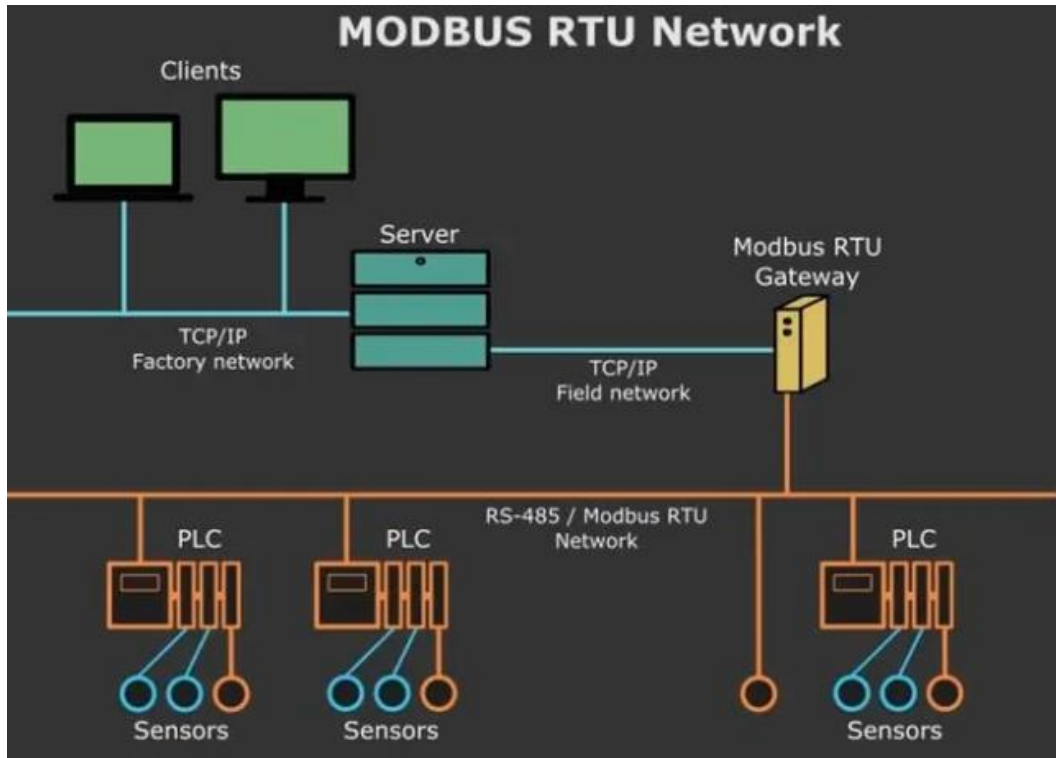 MODBUS RTU Network
Clients
Server
Modbus RTU
Gateway
TCP/IP
Factory network
TCP/IP
Field network
RS-485 / Modbus RTU
Network
PLC
PLC
PLC
Sensors
Sensors
Sensors